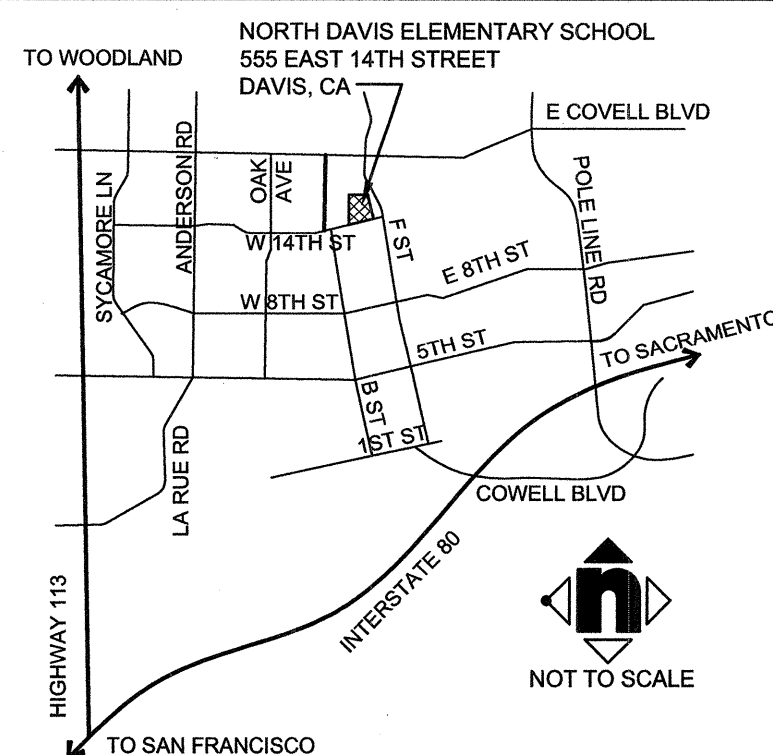 NORTH DAVIS ELEMENTARY SCHOOL
555 EAST 14TH STREET
DAVIS, CA
TO WOODLAND
E COVELL BLVD
SYCAMORE LN
ANDERSON RD
OAK
AVE
POLE LINE RD
F ST
W 14TH ST
E 8TH ST
W 8TH ST
5TH ST
TO SACRAMENTO
B ST
1ST ST
LA RUE RD
COWELL BLVD
INTERSTATE 80
HIGHWAY 113
n
NOT TO SCALE
TO SAN FRANCISCO